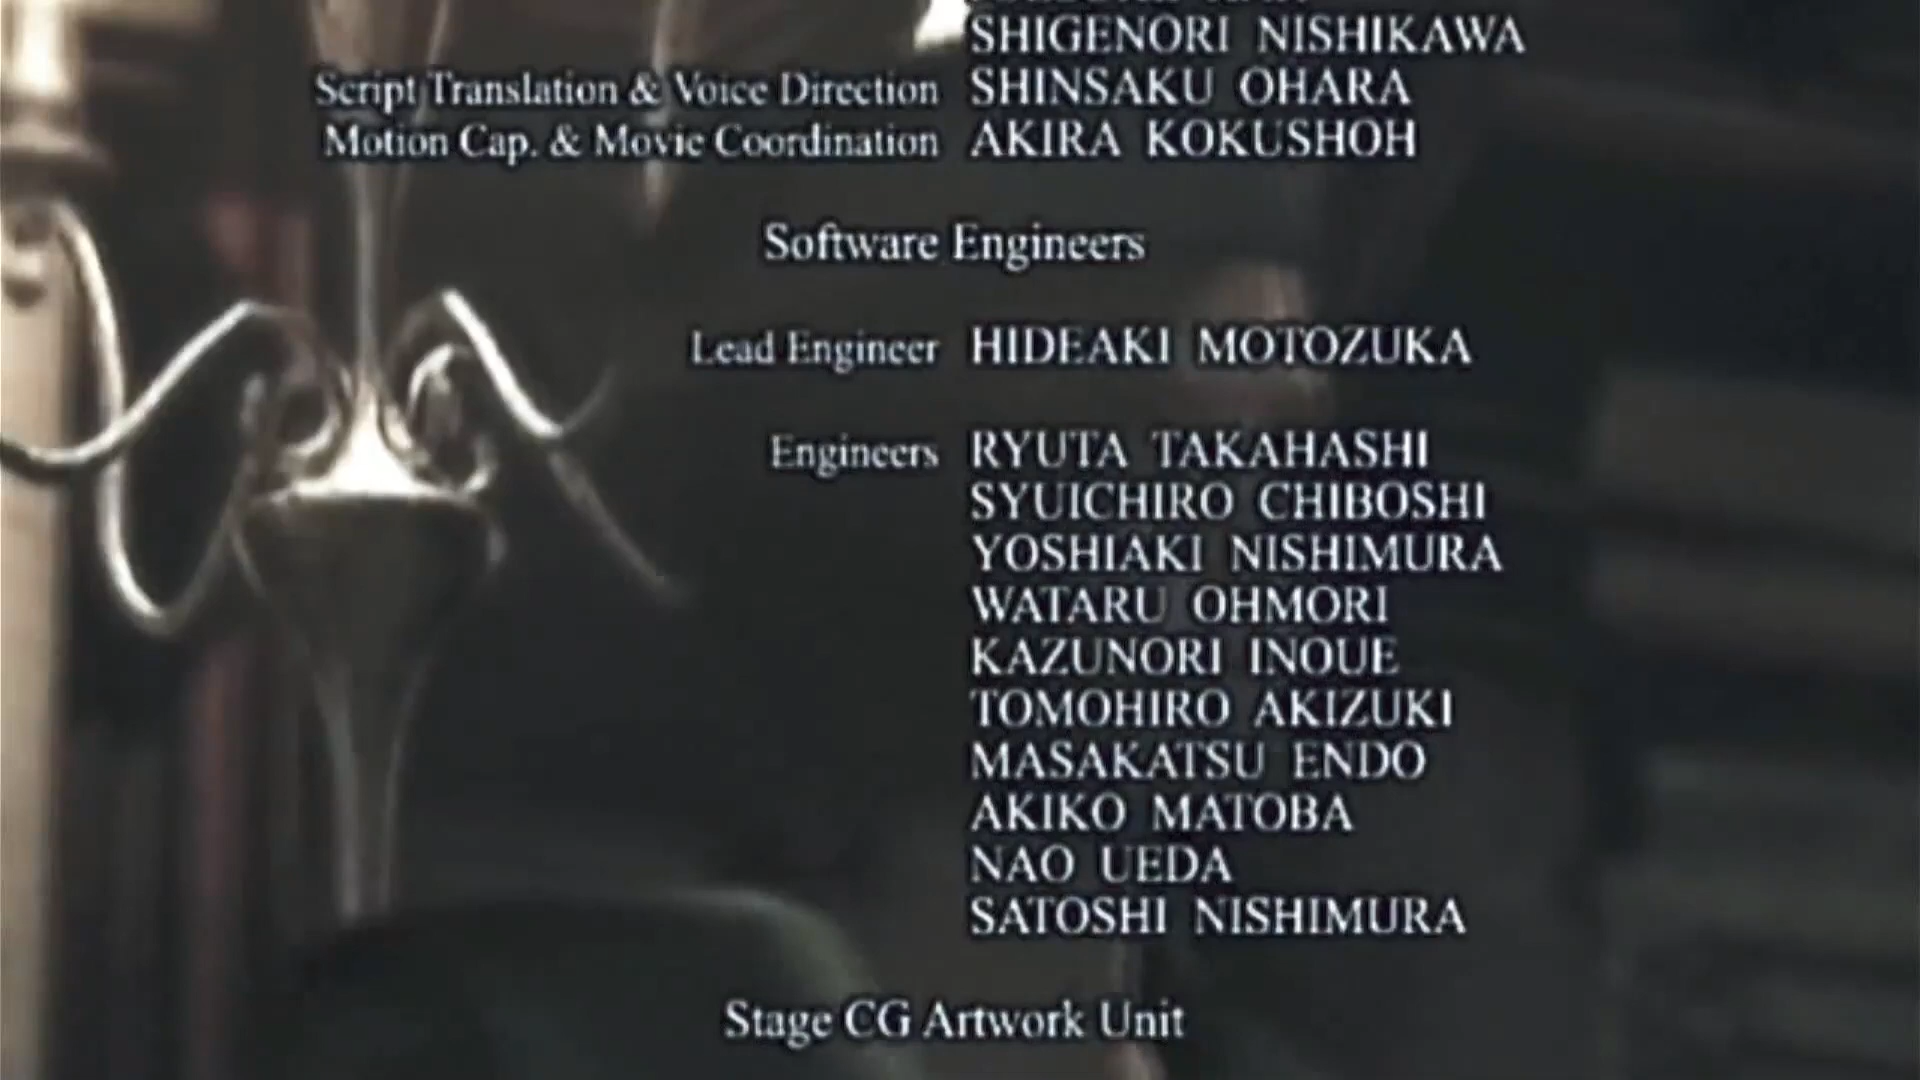 SHIGENORI NISHIKAWA
Script Translation & Voice Direction SHINSAKU OHARA
Motion Cap. & Movie Coordination AKIRA KOKUSHOH
Software Engineers
Lead Engineer HIDEAKI MOTOZUKA
Engineers RYUTA TAKAHASHI
SYUICHIRO CHIBOSHI
YOSHIAKI NISHIMURA
WATARU OHMORI
KAZUNORI INOUE
TOMOHIRO AKIZUKI
MASAKATSU ENDO
AKIKO MATOBA
NAO UEDA
SATOSHI NISHIMURA
Stage CG Artwork Unit